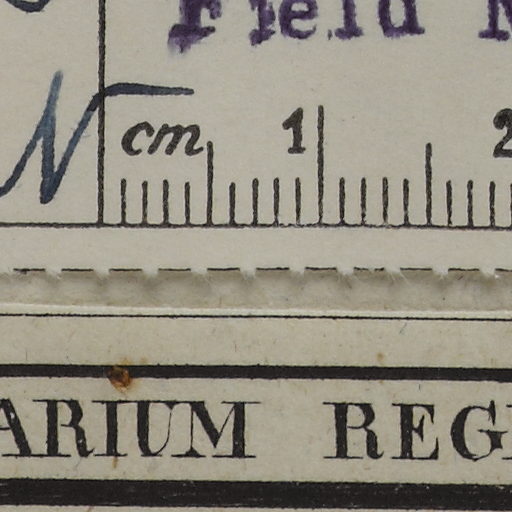 Field
N
cm 1 2
ARIUM REG